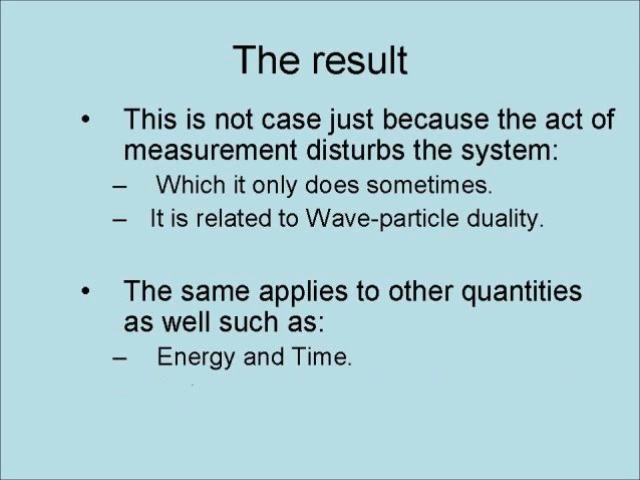 The result
• This is not case just because the act of
measurement disturbs the system:
– Which it only does sometimes.
– It is related to Wave-particle duality.
• The same applies to other quantities
as well such as:
– Energy and Time.